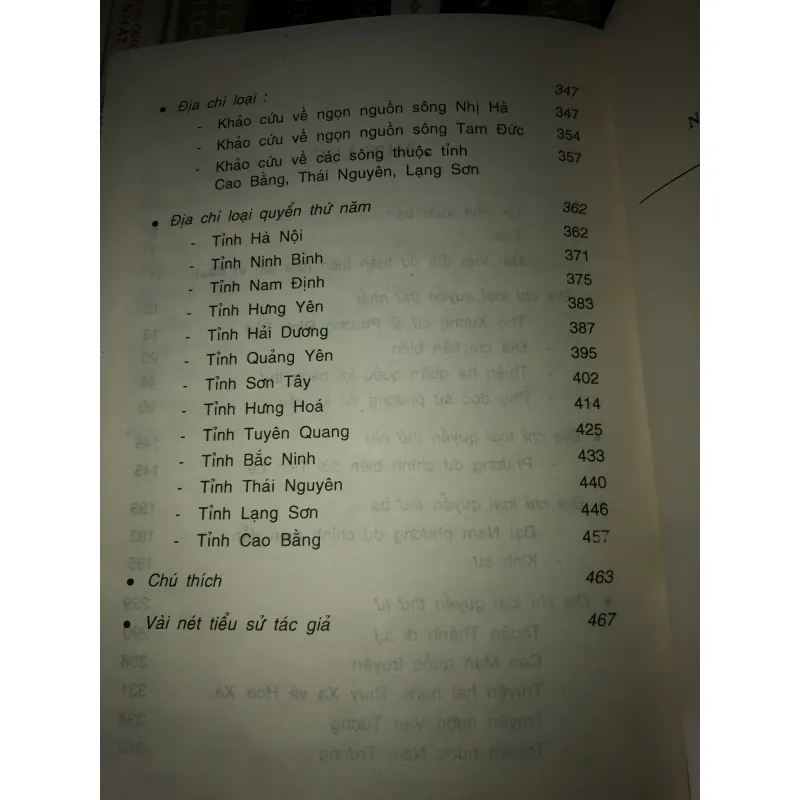 • Địa chí loại : 347
- Khảo cứu về ngọn nguồn sông Nhị Hà 347
- Khảo cứu về ngọn nguồn sông Tam Đức 354
- Khảo cứu về các sông thuộc tỉnh 357
Cao Bằng, Thái Nguyên, Lạng Sơn
• Địa chí loại quyển thứ năm 362
- Tỉnh Hà Nội 362
- Tỉnh Ninh Bình 371
- Tỉnh Nam Định 375
- Tỉnh Hưng Yên 383
- Tỉnh Hải Dương 387
- Tỉnh Quảng Yên 395
- Tỉnh Sơn Tây 402
- Tỉnh Hưng Hoá 414
- Tỉnh Tuyên Quang 425
- Tỉnh Bắc Ninh 433
- Tỉnh Thái Nguyên 440
- Tỉnh Lạng Sơn 446
- Tỉnh Cao Bằng 457
• Chú thích 463
• Vài nét tiểu sử tác giả 467